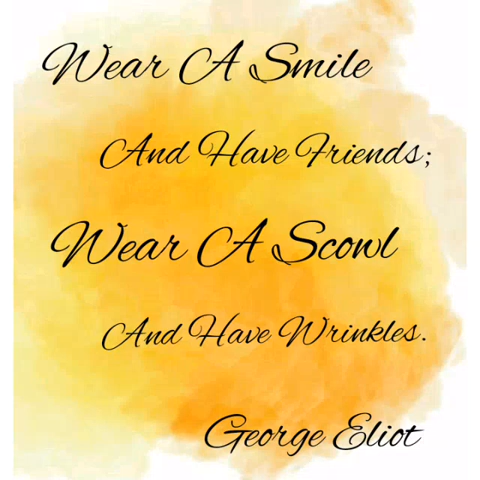 Wear A Smile
And Have Friends;
Wear A Scowl
And Have Wrinkles.
George Eliot